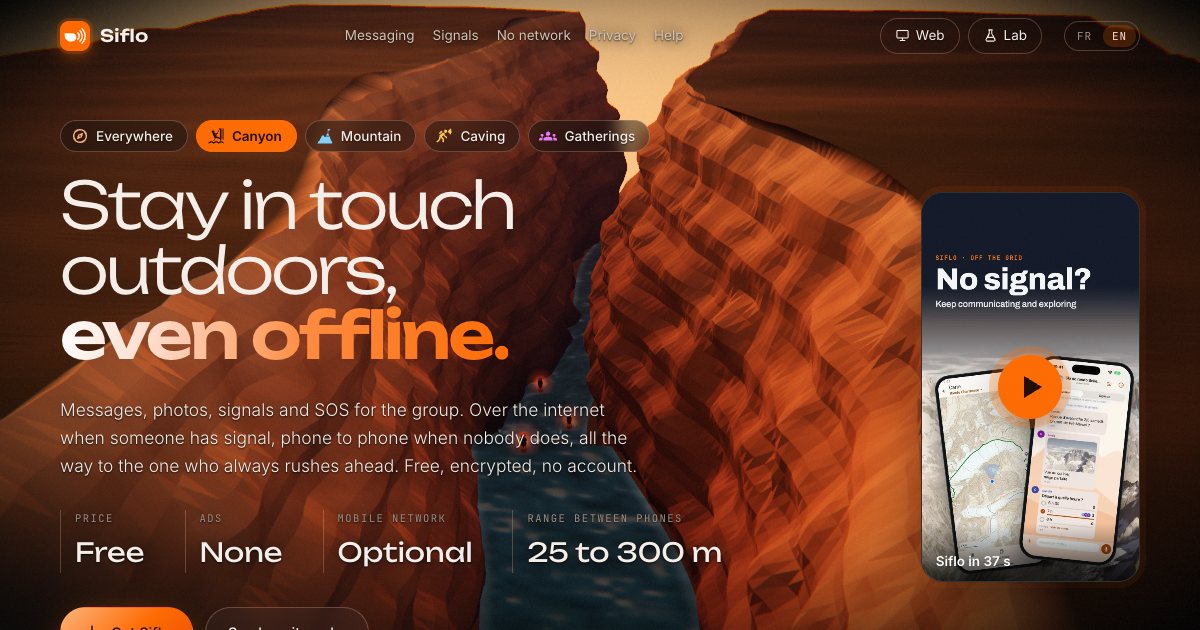 Siflo
Messaging Signals No network Privacy Help
Web Lab FR EN
Everywhere Canyon Mountain Caving Gatherings
Stay in touch
outdoors,
even offline.
Messages, photos, signals and SOS for the group. Over the internet
when someone has signal, phone to phone when nobody does, all the
way to the one who always rushes ahead. Free, encrypted, no account.
PRICE ADS MOBILE NETWORK RANGE BETWEEN PHONES
Free None Optional 25 to 300 m
SIFLO · OFF THE GRID
No signal?
Keep communicating and exploring
Siflo in 37 s